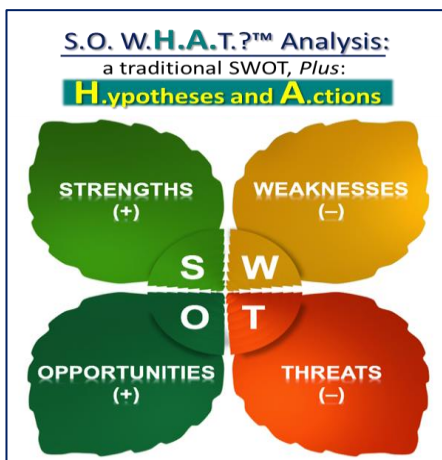 S.O. W.H.A.T.?™ Analysis:
a traditional SWOT, Plus:
H.ypotheses and A.ctions
STRENGTHS
(+)
WEAKNESSES
(–)
S W
O T
OPPORTUNITIES
(+)
THREATS
(–)